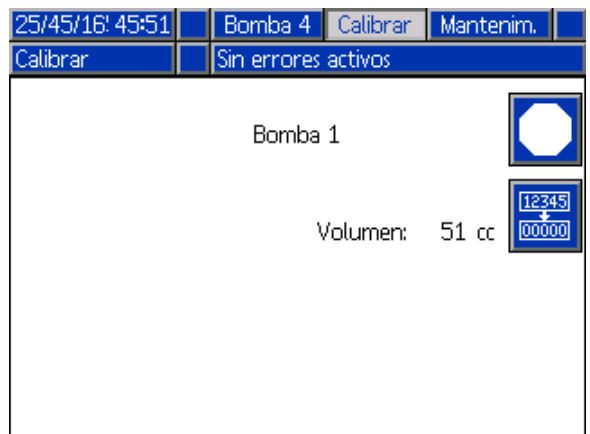 25/45/16 45:51 Bomba 4 Calibrar Mantenim.
Calibrar Sin errores activos
Bomba 1
12345
Volumen: 51 cc
00000